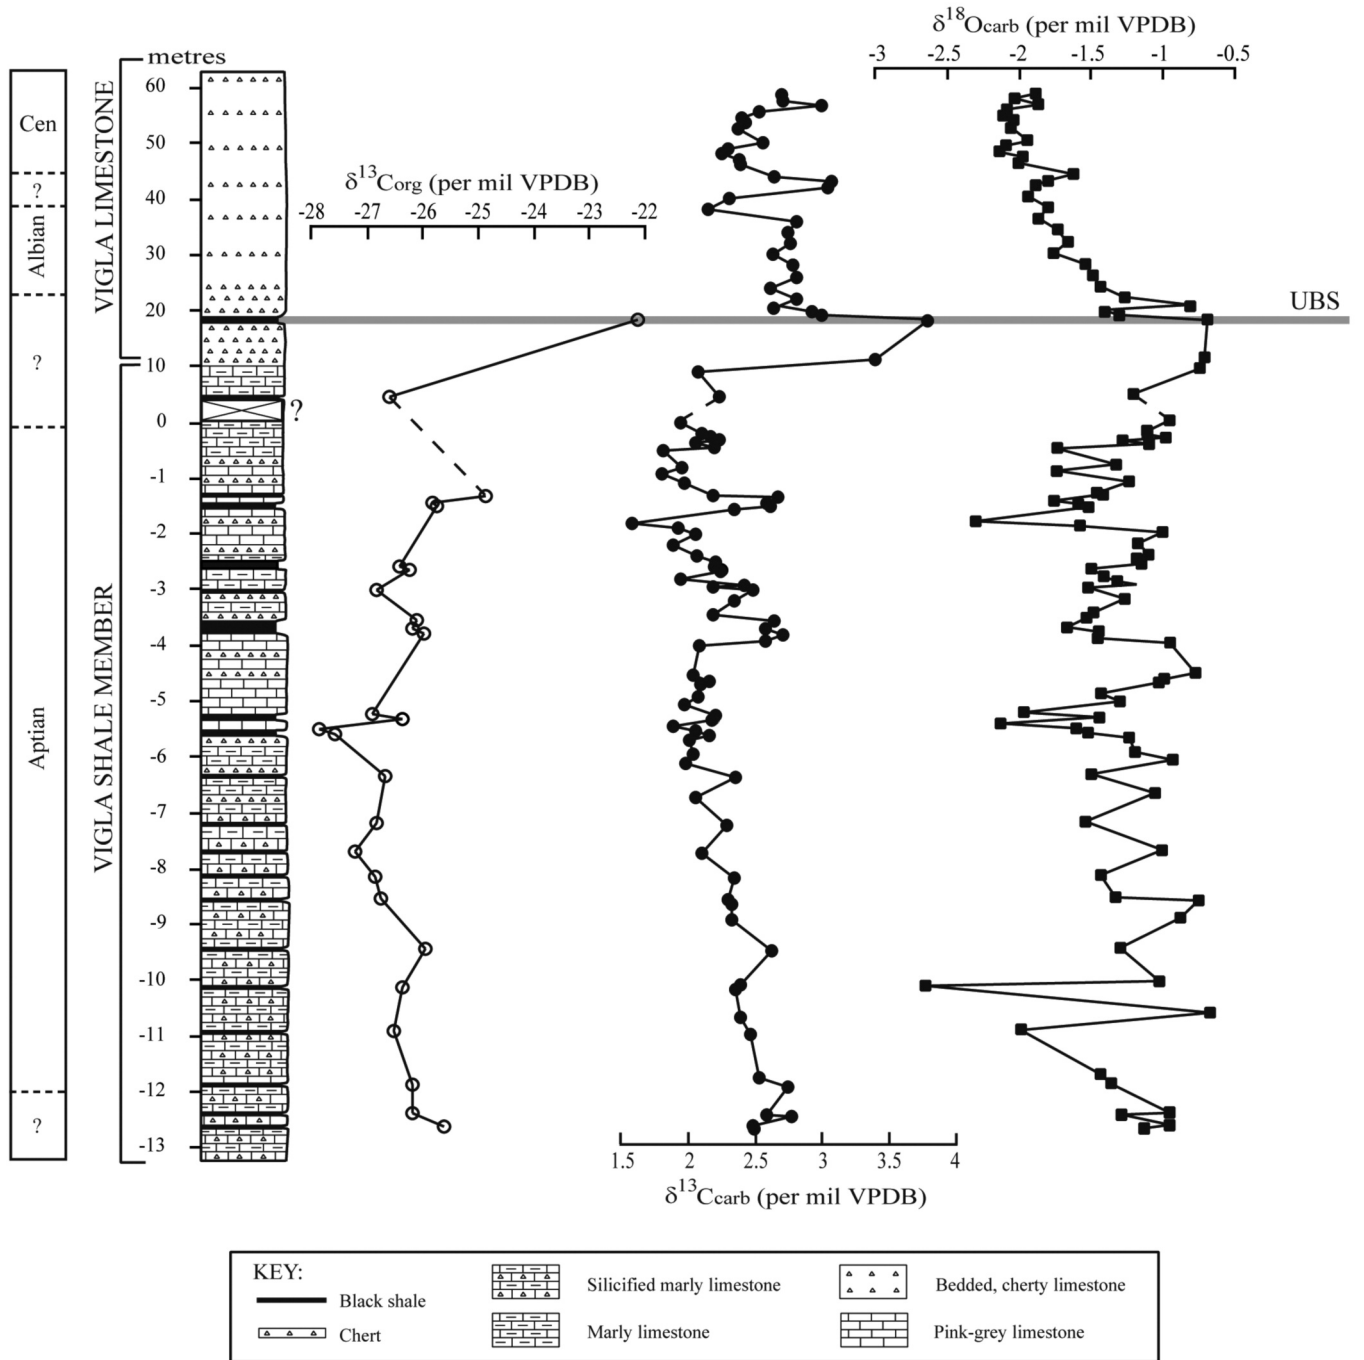 δ18Ocarb (per mil VPDB)
-3 -2.5 -2 -1.5 -1 -0.5
metres
60
50
40
30
20
10
0
-1
-2
-3
-4
-5
-6
-7
-8
-9
-10
-11
-12
-13
Cen
?
Albian
?
Aptian
?
VIGLA LIMESTONE
VIGLA SHALE MEMBER
?
δ13Corg (per mil VPDB)
-28 -27 -26 -25 -24 -23 -22
UBS
1.5 2 2.5 3 3.5 4
δ13Ccarb (per mil VPDB)
KEY:
Black shale
Chert
Silicified marly limestone
Marly limestone
Bedded, cherty limestone
Pink-grey limestone